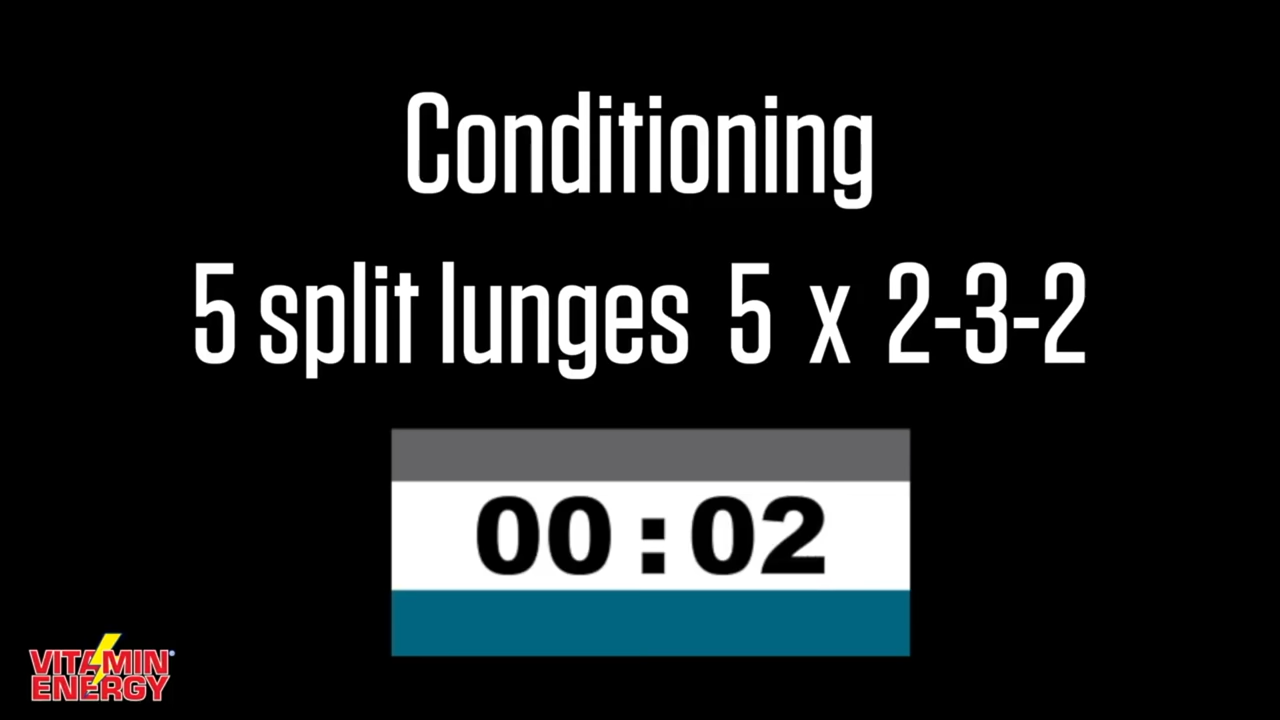 Conditioning
5 split lunges 5 x 2-3-2
00:02
VITAMIN
ENERGY